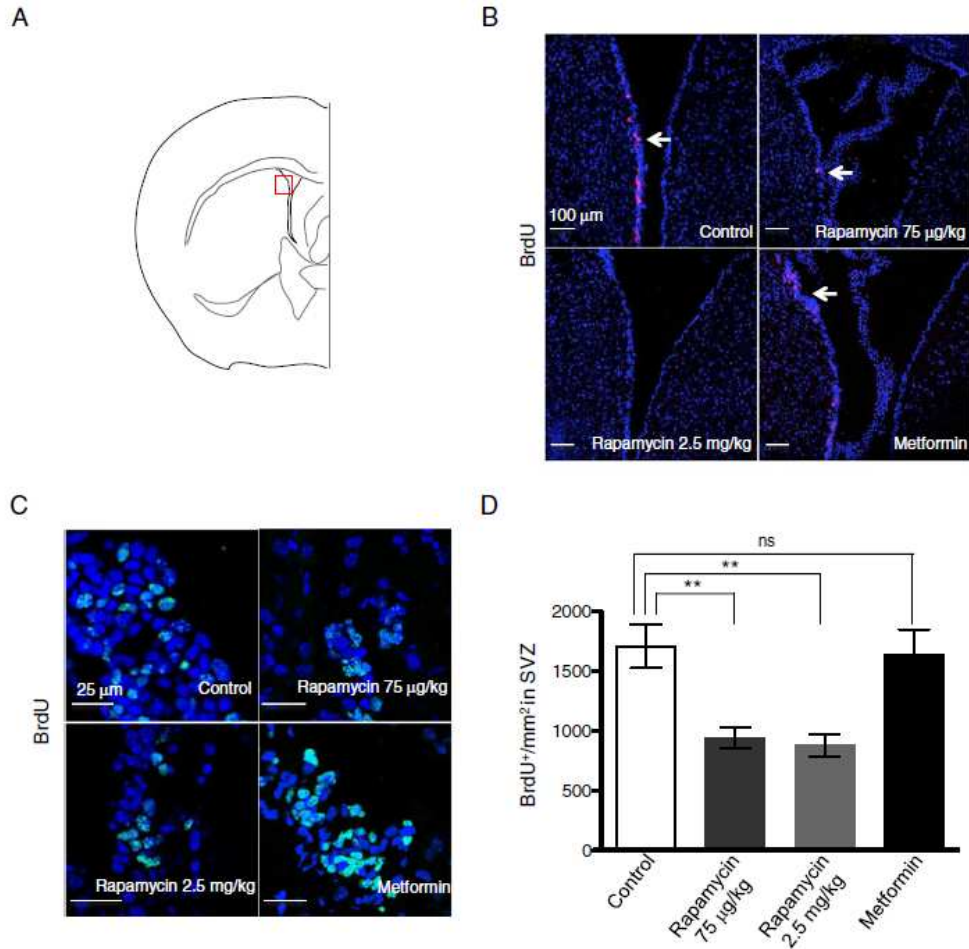 A
B
BrdU
100 µm
Control
Rapamycin 75 µg/kg
Rapamycin 2.5 mg/kg
Metformin
C
BrdU
25 µm
Control
Rapamycin 75 µg/kg
Rapamycin 2.5 mg/kg
Metformin
D
ns
**
**
BrdU⁺/mm² in SVZ
2000
1500
1000
500
0
Control
Rapamycin
75 µg/kg
Rapamycin
2.5 mg/kg
Metformin